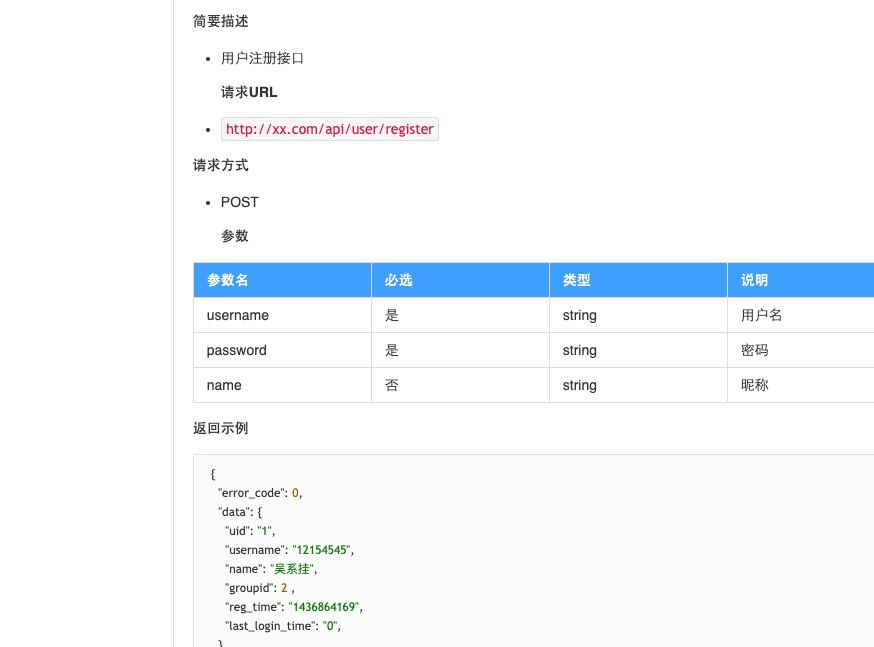 简要描述
用户注册接口
请求URL
http://xx.com/api/user/register
请求方式
POST
参数
参数名 必选 类型 说明
username 是 string 用户名
password 是 string 密码
name 否 string 昵称
返回示例
{
"error_code": 0,
"data": {
"uid": "1",
"username": "12154545",
"name": "吴系挂",
"groupid": 2 ,
"reg_time": "1436864169",
"last_login_time": "0",
}